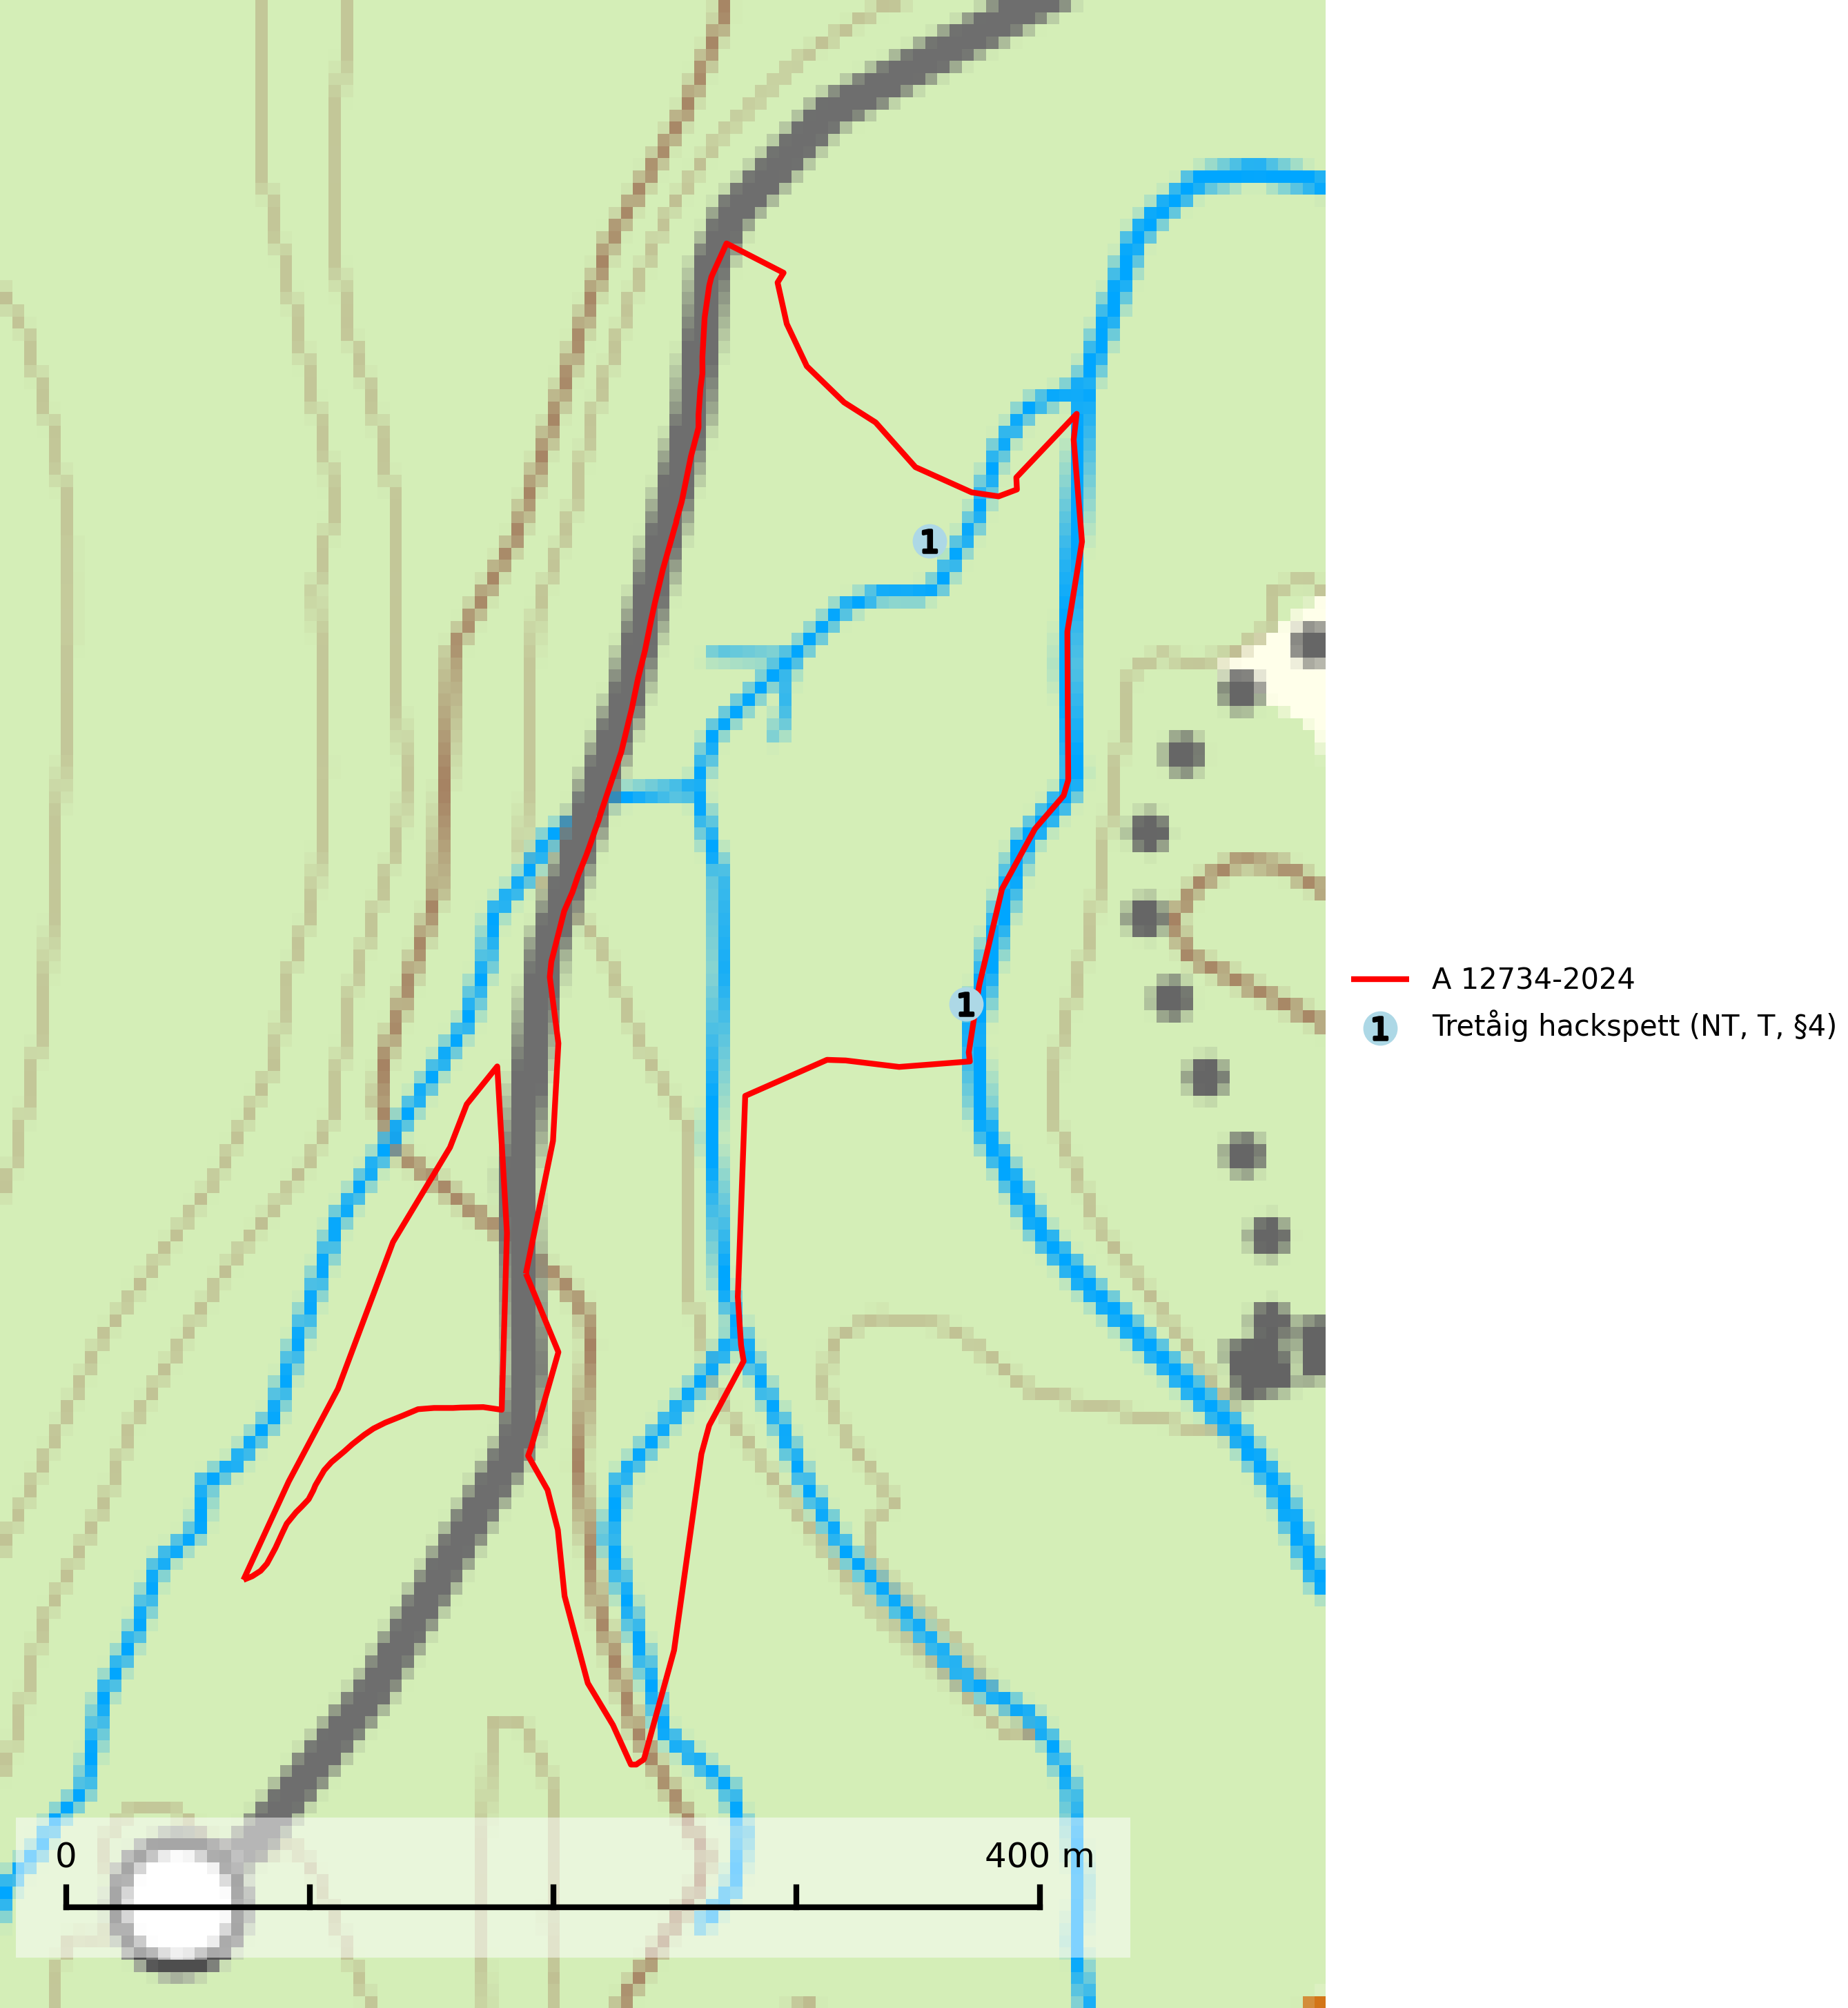 1
1
A 12734-2024
1 Tretåig hackspett (NT, T, §4)
0 400 m